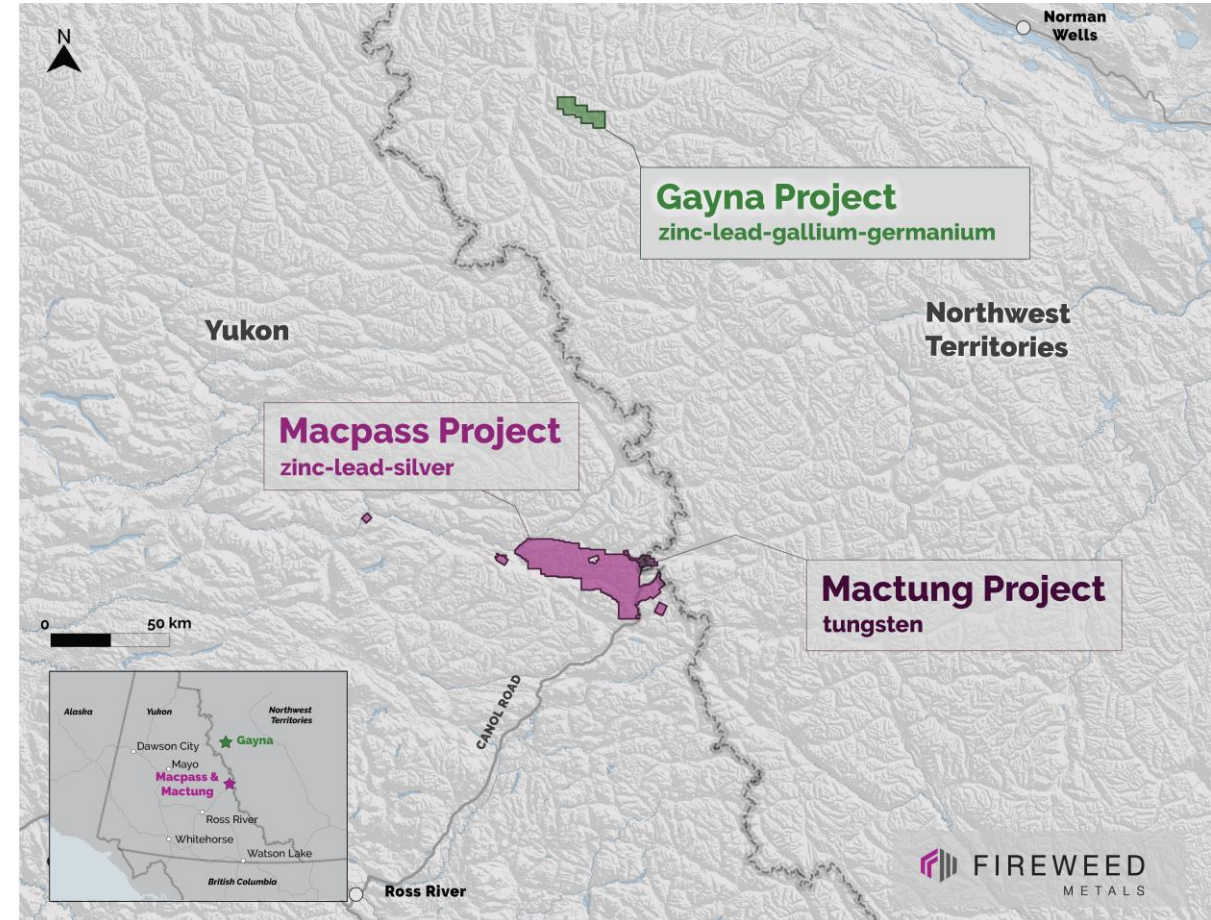 N
Norman
Wells
Gayna Project
zinc-lead-gallium-germanium
Yukon
Northwest
Territories
Macpass Project
zinc-lead-silver
Mactung Project
tungsten
0 50 km
CANOL ROAD
Alaska
Yukon
Northwest
Territories
Gayna
Dawson City
Mayo
Macpass &
Mactung
Ross River
Whitehorse
Watson Lake
British Columbia
Ross River
FIREWEED
METALS